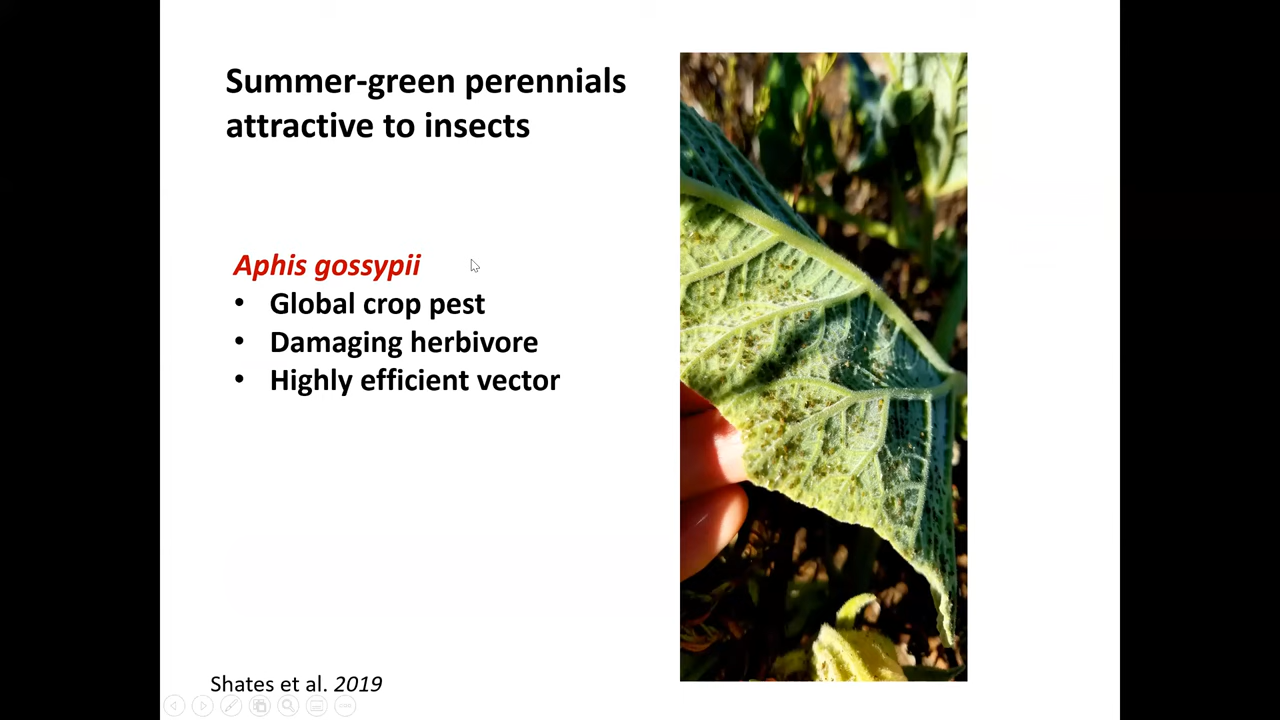 Summer-green perennials
attractive to insects
Aphis gossypii
• Global crop pest
• Damaging herbivore
• Highly efficient vector
Shates et al. 2019